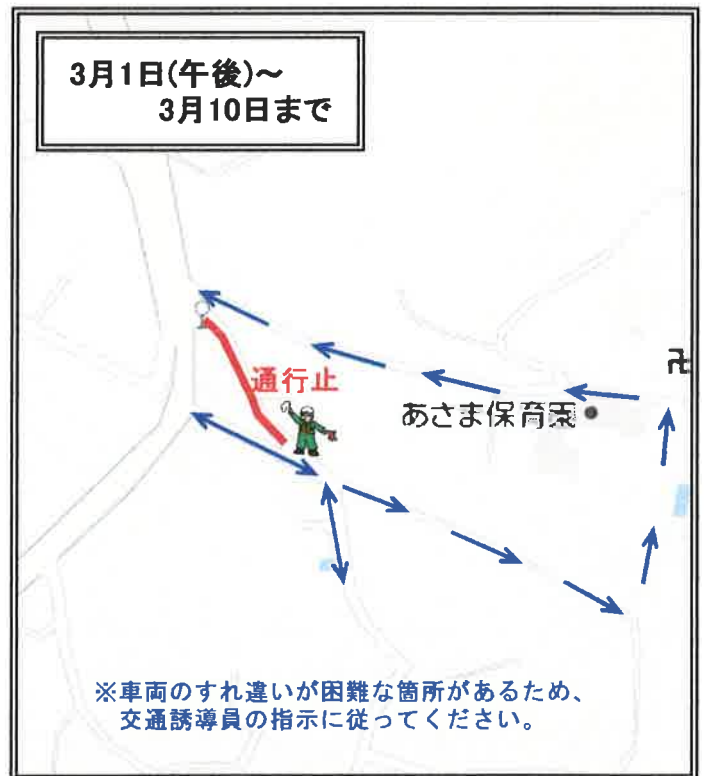 3月1日(午後)～
3月10日まで
通行止
あさま保育園
※車両のすれ違いが困難な箇所があるため、
交通誘導員の指示に従ってください。